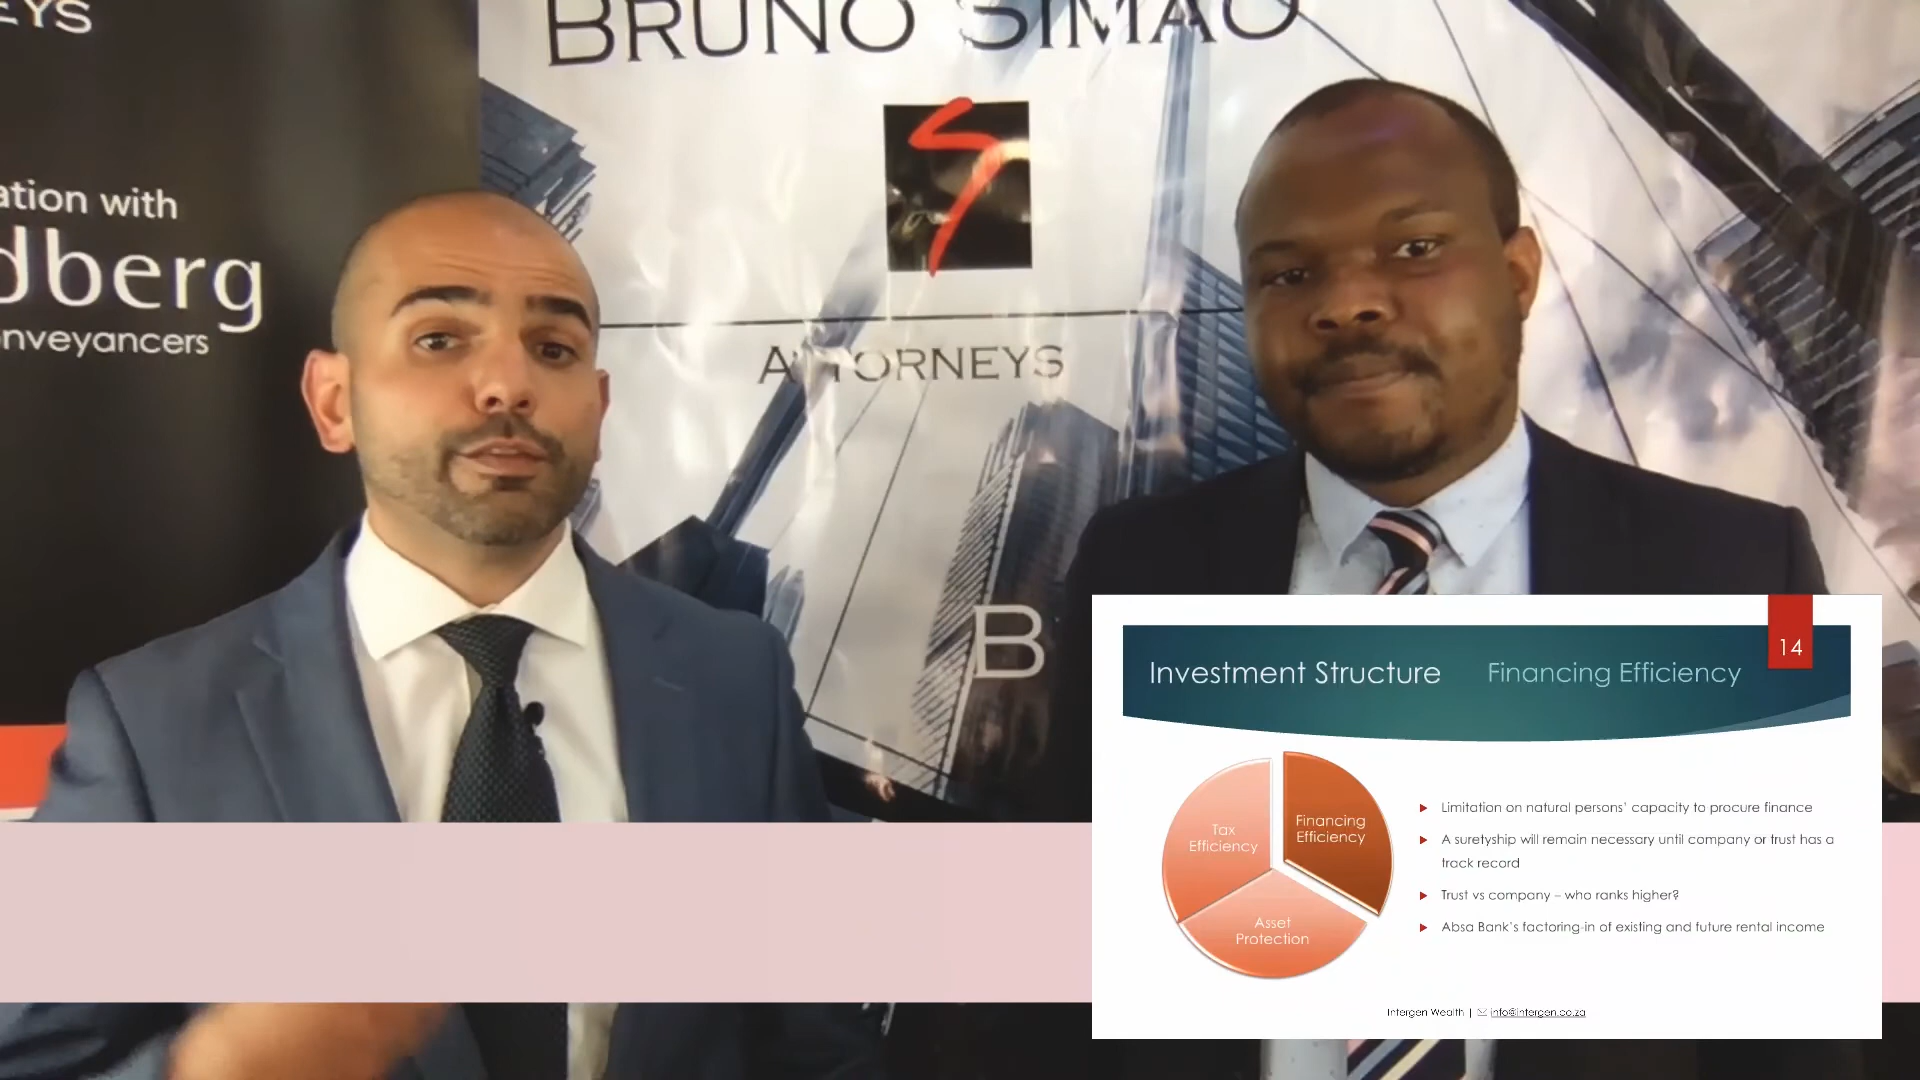 EYS
ation with
dberg
onveyancers
BRUNO SIMAO
ATTORNEYS
B
14
Investment Structure Financing Efficiency
Tax
Efficiency
Financing
Efficiency
Asset
Protection
Limitation on natural persons' capacity to procure finance
A suretyship will remain necessary until company or trust has a
track record
Trust vs company – who ranks higher?
Absa Bank's factoring-in of existing and future rental income
Intergen Wealth | info@intergen.co.za